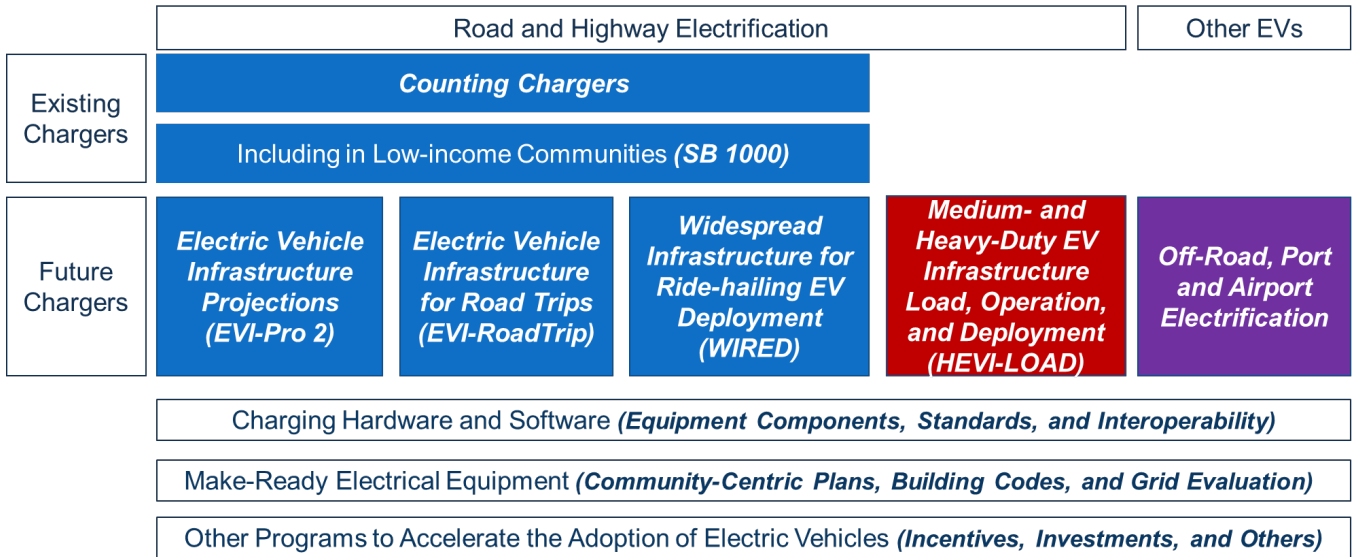 Road and Highway Electrification
Other EVs
Existing
Chargers
Counting Chargers
Including in Low-income Communities (SB 1000)
Future
Chargers
Electric Vehicle
Infrastructure
Projections
(EVI-Pro 2)
Electric Vehicle
Infrastructure
for Road Trips
(EVI-RoadTrip)
Widespread
Infrastructure for
Ride-hailing EV
Deployment
(WIRED)
Medium- and
Heavy-Duty EV
Infrastructure
Load, Operation,
and Deployment
(HEVI-LOAD)
Off-Road, Port
and Airport
Electrification
Charging Hardware and Software (Equipment Components, Standards, and Interoperability)
Make-Ready Electrical Equipment (Community-Centric Plans, Building Codes, and Grid Evaluation)
Other Programs to Accelerate the Adoption of Electric Vehicles (Incentives, Investments, and Others)